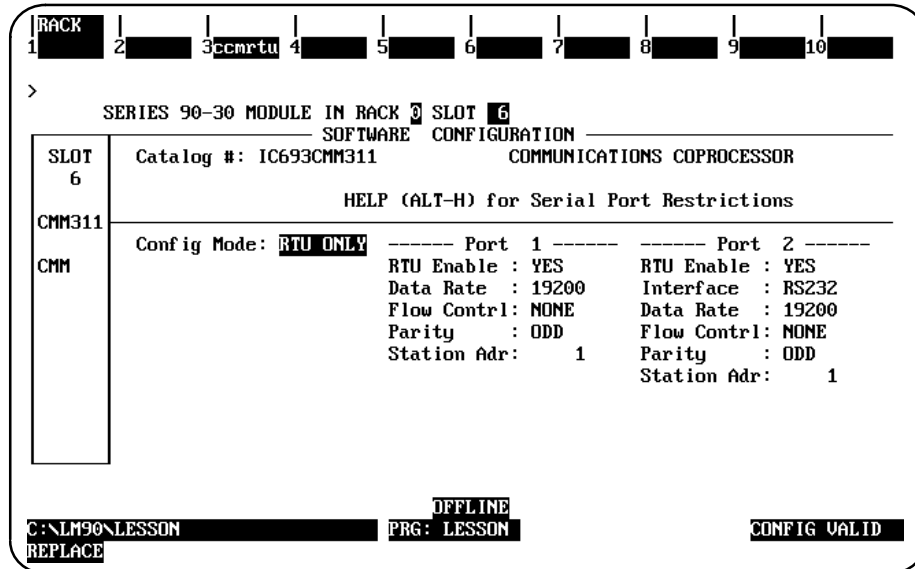 RACK
1 2 3ccmrtu 4 5 6 7 8 9 10
>
SERIES 90-30 MODULE IN RACK 0 SLOT 6
SOFTWARE CONFIGURATION
SLOT Catalog #: IC693CMM311 COMMUNICATIONS COPROCESSOR
6
HELP (ALT-H) for Serial Port Restrictions
CMM311
Config Mode: RTU ONLY ------ Port 1 ------ ------ Port 2 ------
CMM RTU Enable : YES RTU Enable : YES
Data Rate : 19200 Interface : RS232
Flow Contrl: NONE Data Rate : 19200
Parity : ODD Flow Contrl: NONE
Station Adr: 1 Parity : ODD
Station Adr: 1
OFFLINE
C:\LM90\LESSON PRG: LESSON CONFIG VALID
REPLACE